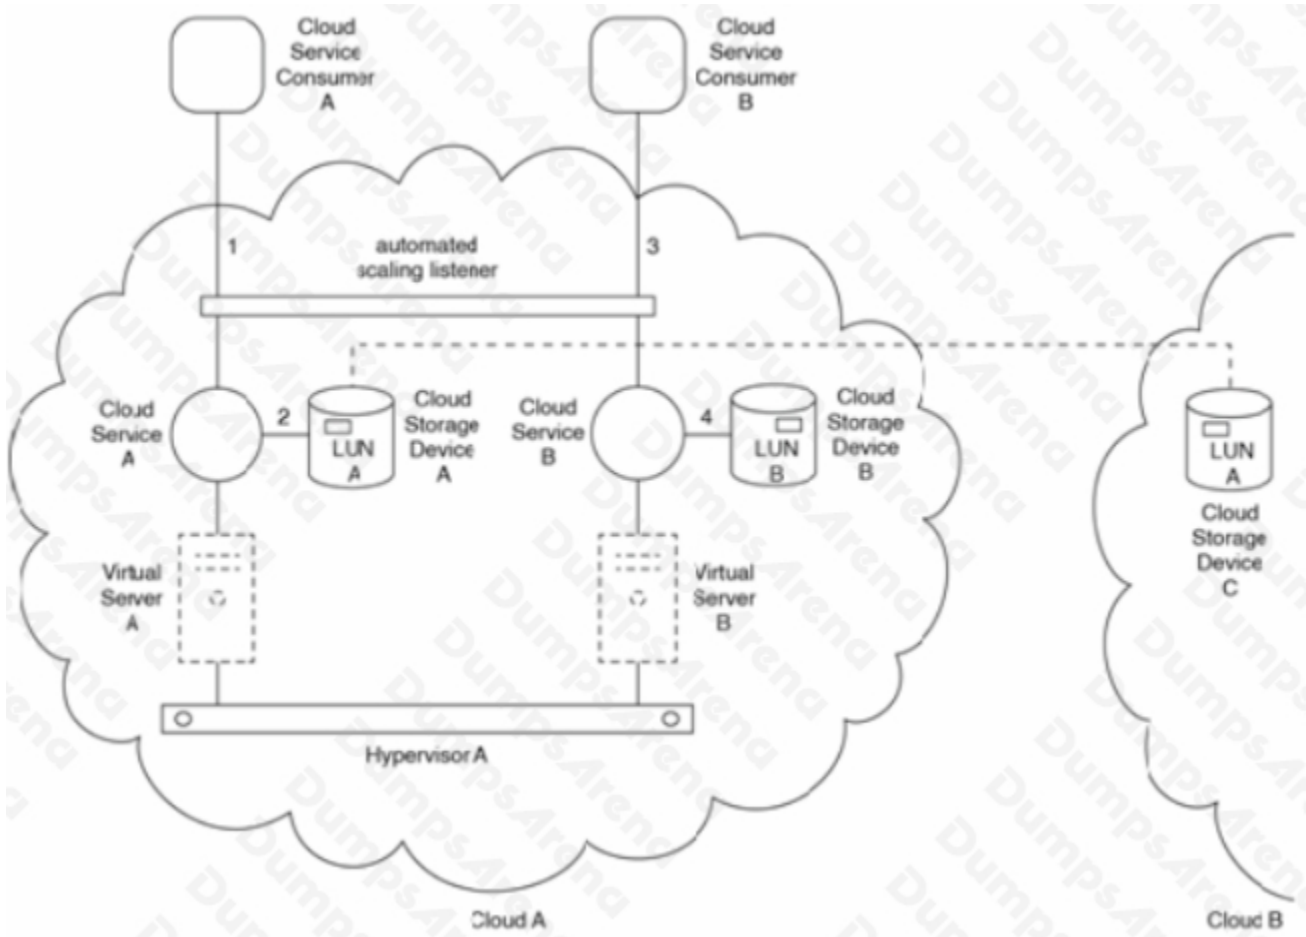 Cloud
Service
Consumer
A
Cloud
Service
Consumer
B
1
automated
scaling listener
3
Cloud
Service
A
2
LUN
A
Cloud
Storage
Device
A
Cloud
Service
B
4
LUN
B
Cloud
Storage
Device
B
LUN
A
Cloud
Storage
Device
C
Virtual
Server
A
Virtual
Server
B
Hypervisor A
Cloud A
Cloud B
DumpsArena